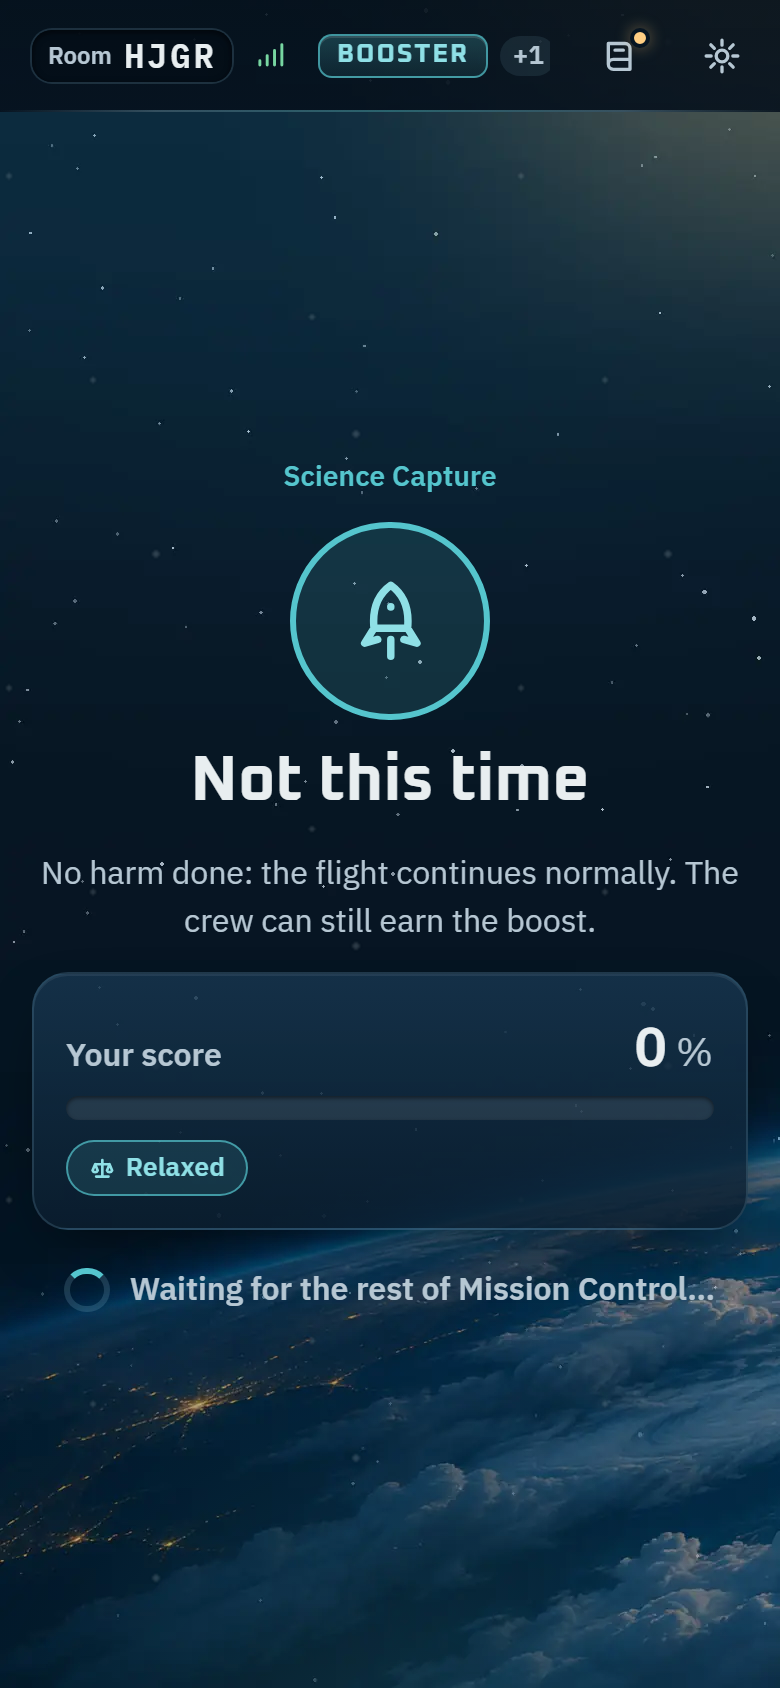 Room HJGR BOOSTER +1
Science Capture
Not this time
No harm done: the flight continues normally. The
crew can still earn the boost.
Your score 0 %
Relaxed
Waiting for the rest of Mission Control...